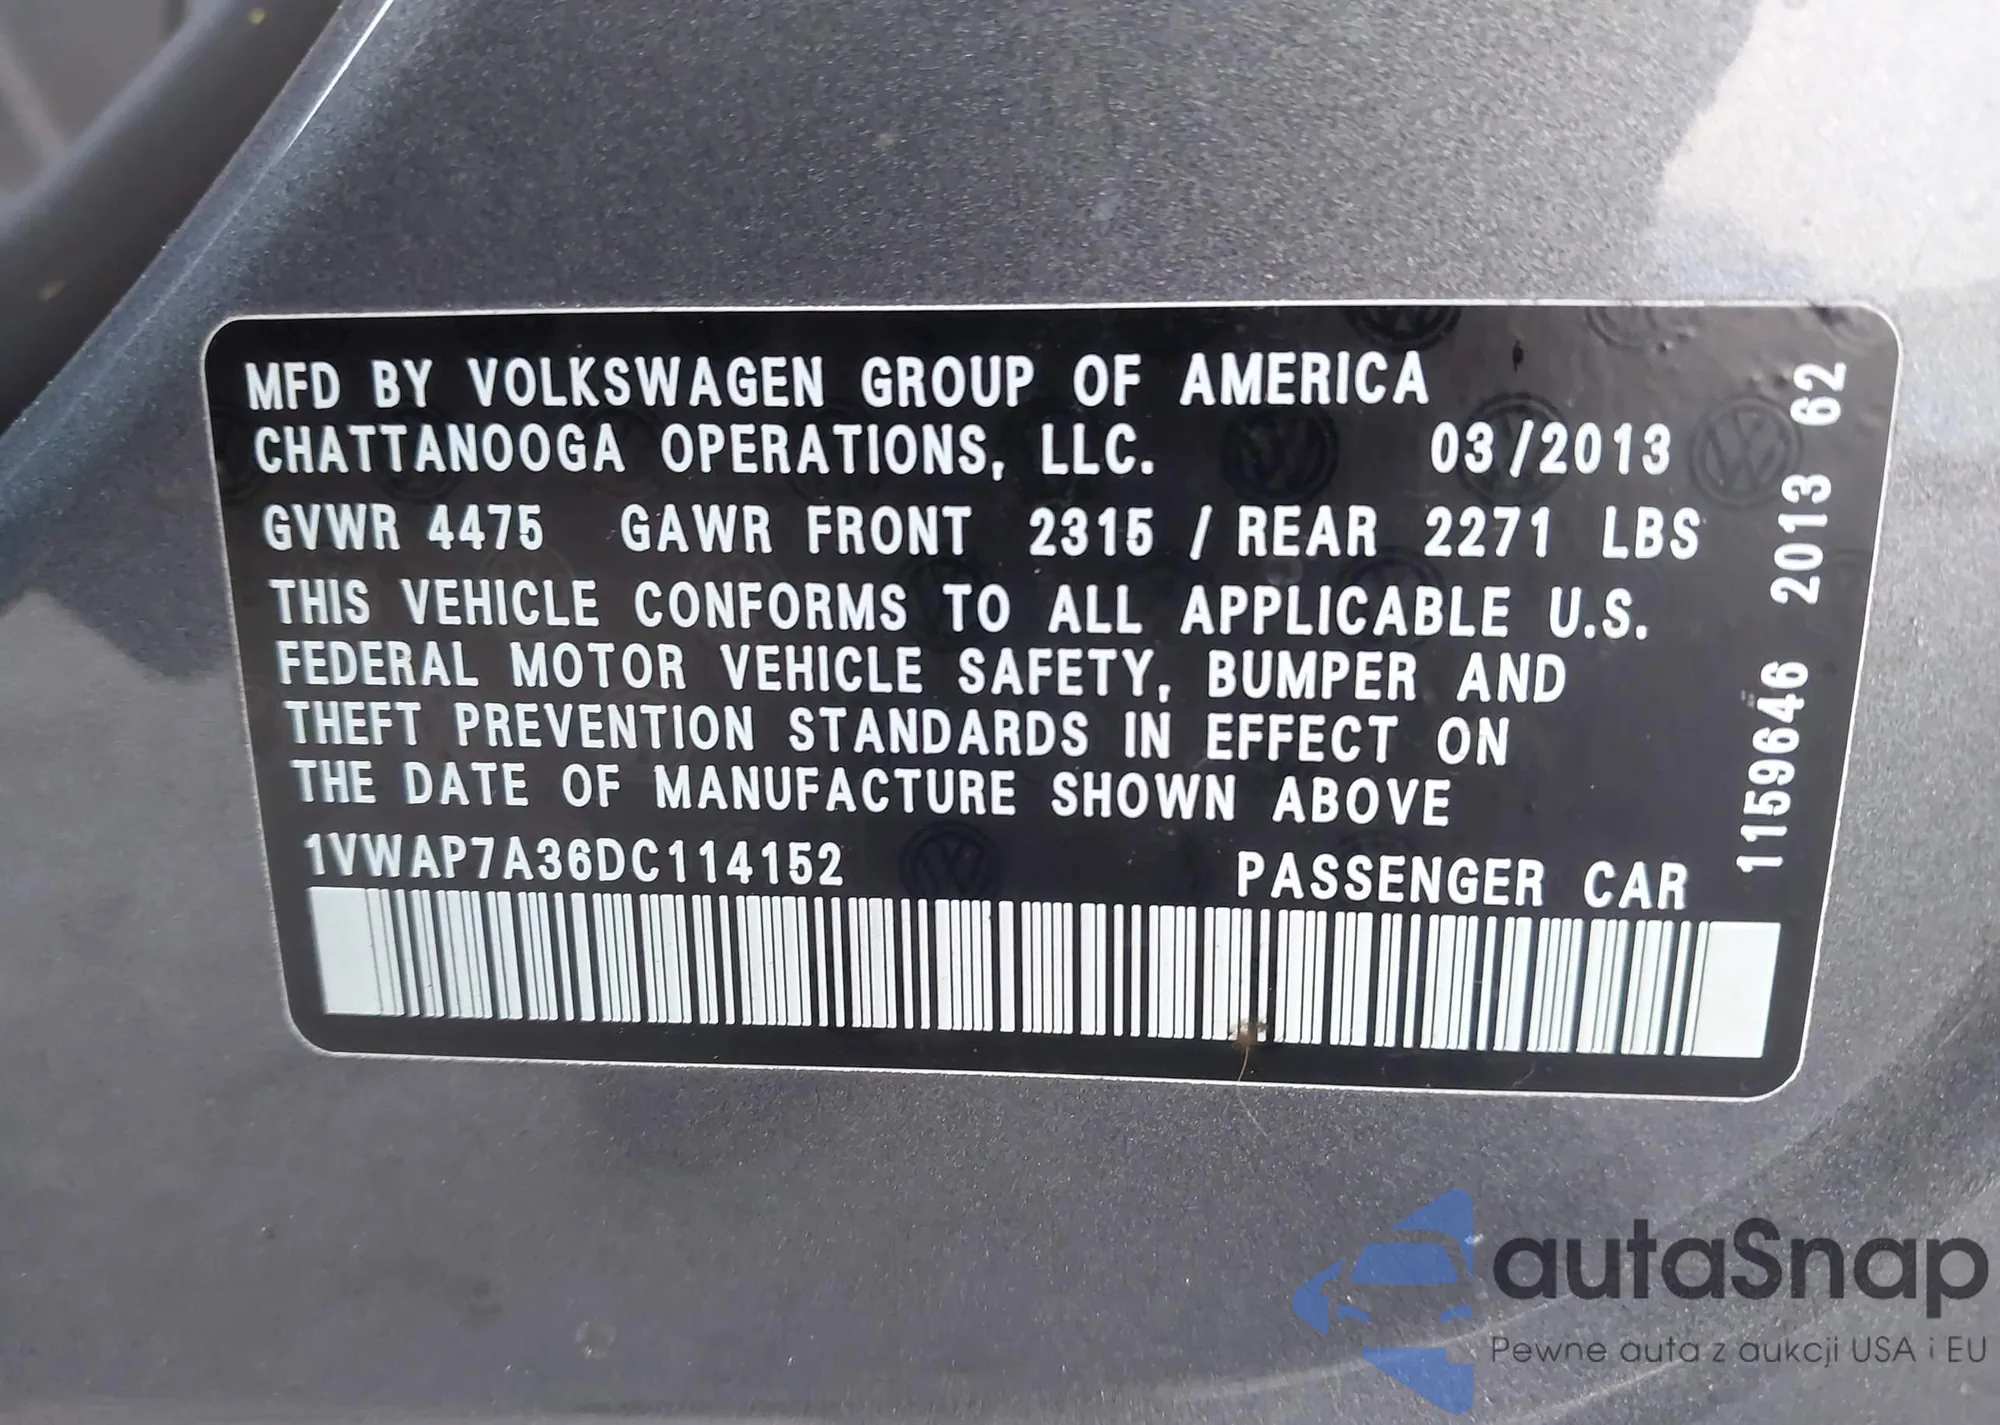 MFD BY VOLKSWAGEN GROUP OF AMERICA
CHATTANOOGA OPERATIONS, LLC. 03/2013
GVWR 4475 GAWR FRONT 2315 / REAR 2271 LBS
THIS VEHICLE CONFORMS TO ALL APPLICABLE U.S.
FEDERAL MOTOR VEHICLE SAFETY, BUMPER AND
THEFT PREVENTION STANDARDS IN EFFECT ON
THE DATE OF MANUFACTURE SHOWN ABOVE
1VWAP7A36DC114152 PASSENGER CAR
1159646 2013 62
autaSnap
Pewne auta z aukcji USA i EU